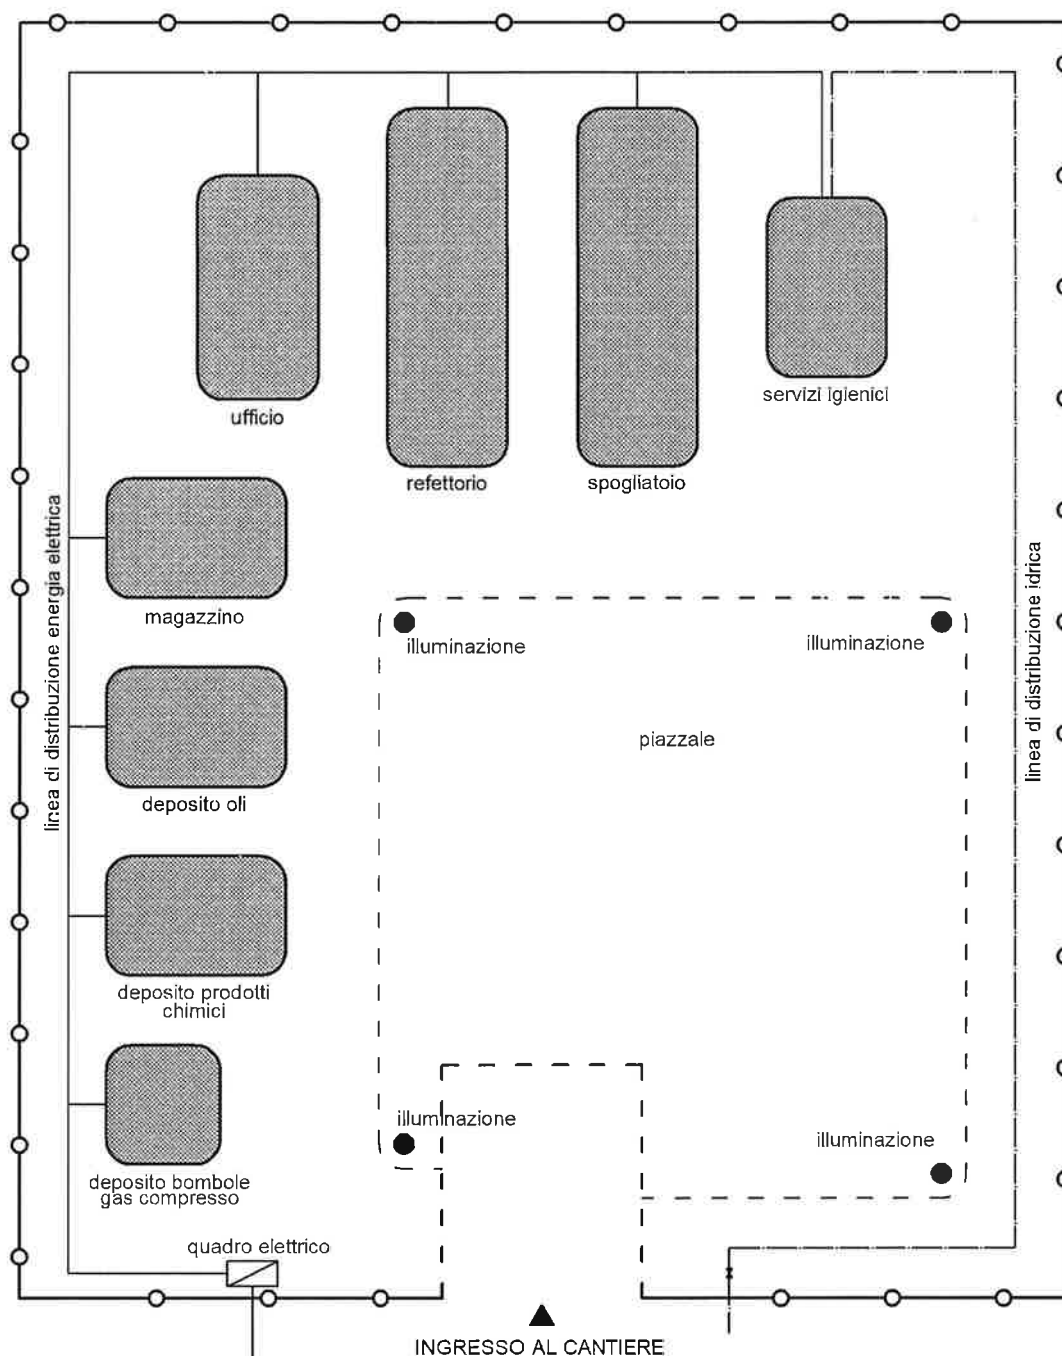 ufficio
refettorio
spogliatoio
servizi igienici
linea di distribuzione energia elettrica
magazzino
linea di distribuzione idrica
illuminazione
illuminazione
piazzale
deposito oli
deposito prodotti
chimici
illuminazione
illuminazione
deposito bombole
gas compresso
quadro elettrico
INGRESSO AL CANTIERE